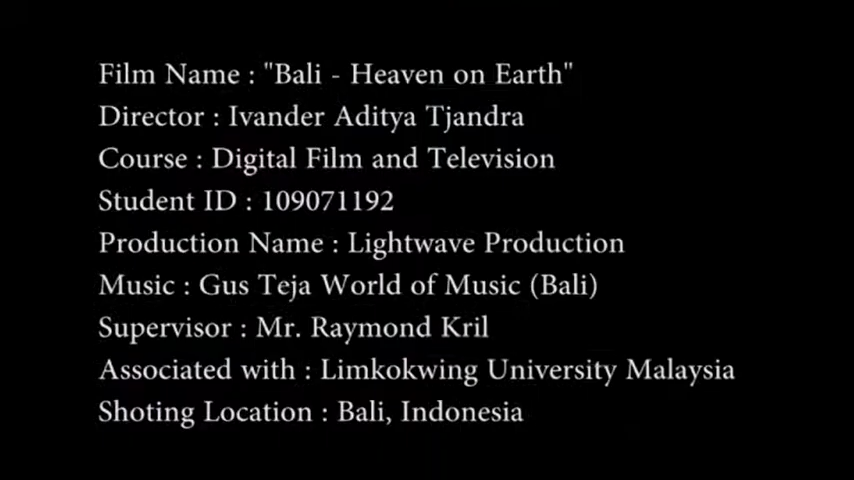 Film Name : "Bali - Heaven on Earth"
Director : Ivander Aditya Tjandra
Course : Digital Film and Television
Student ID : 109071192
Production Name : Lightwave Production
Music : Gus Teja World of Music (Bali)
Supervisor : Mr. Raymond Kril
Associated with : Limkokwing University Malaysia
Shoting Location : Bali, Indonesia